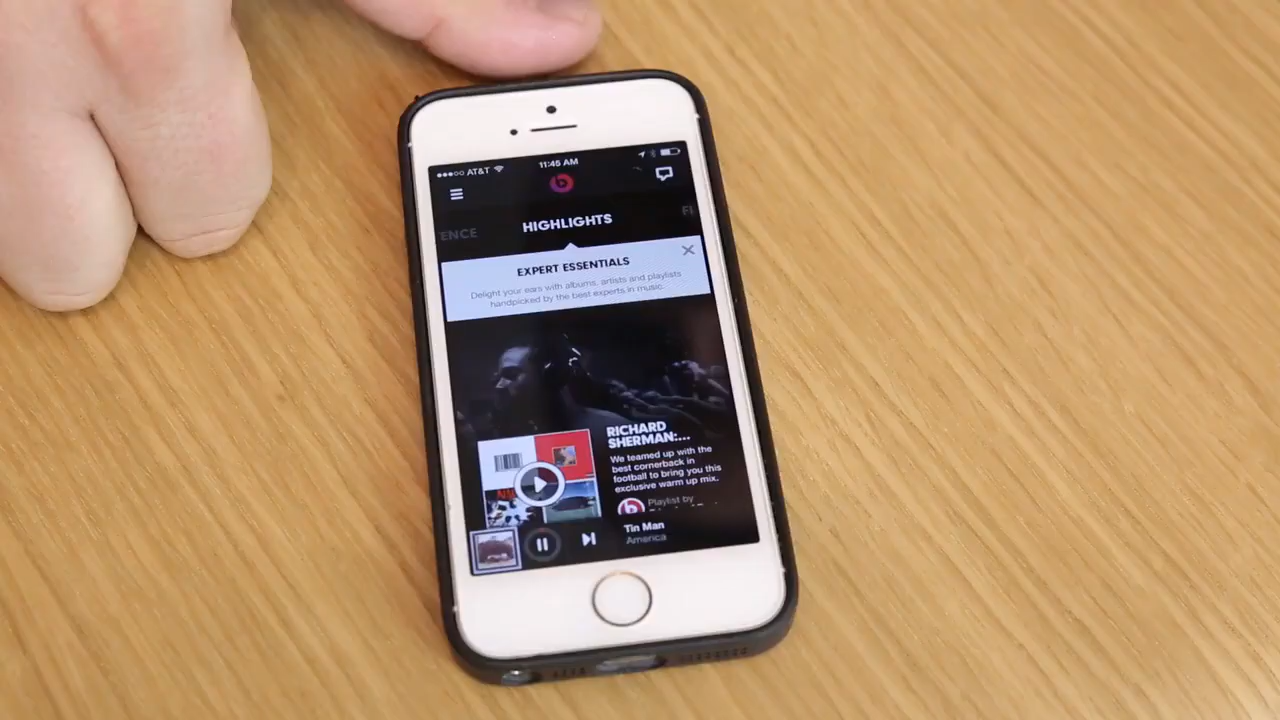 AT&T
11:45 AM
ENCE
HIGHLIGHTS
FI
EXPERT ESSENTIALS
Delight your ears with albums, artists and playlists
handpicked by the best experts in music.
RICHARD
SHERMAN:...
We teamed up with the
best cornerback in
football to bring you this
exclusive warm up mix.
Playlist by
Tin Man
America